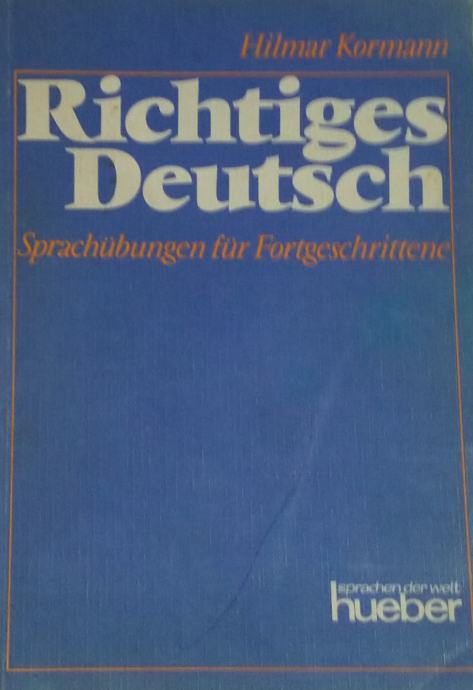 Hilmar Kormann
Richtiges
Deutsch
Sprachübungen für Fortgeschrittene
sprachen der welt
hueber